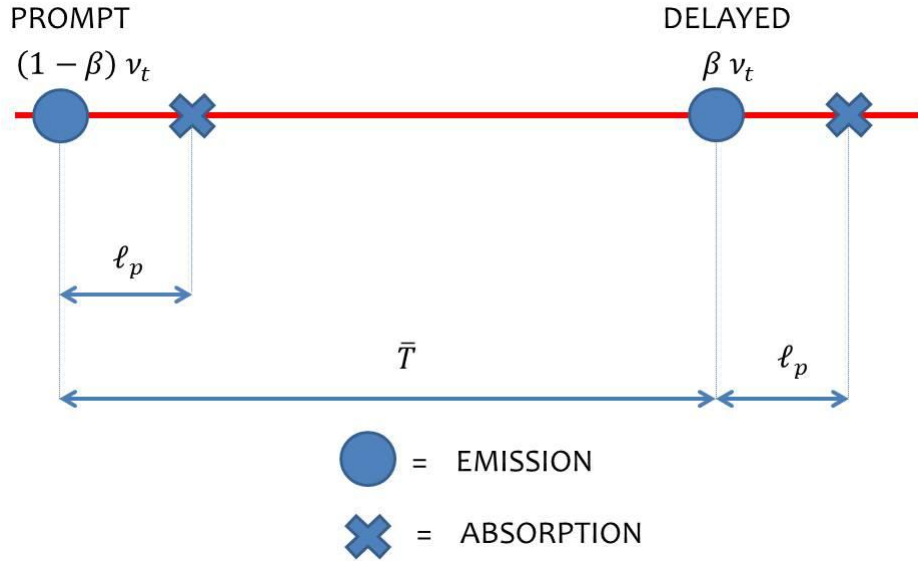 PROMPT
(1 − β) ν_t
DELAYED
β ν_t
ℓ_p
T̄
ℓ_p
= EMISSION
= ABSORPTION